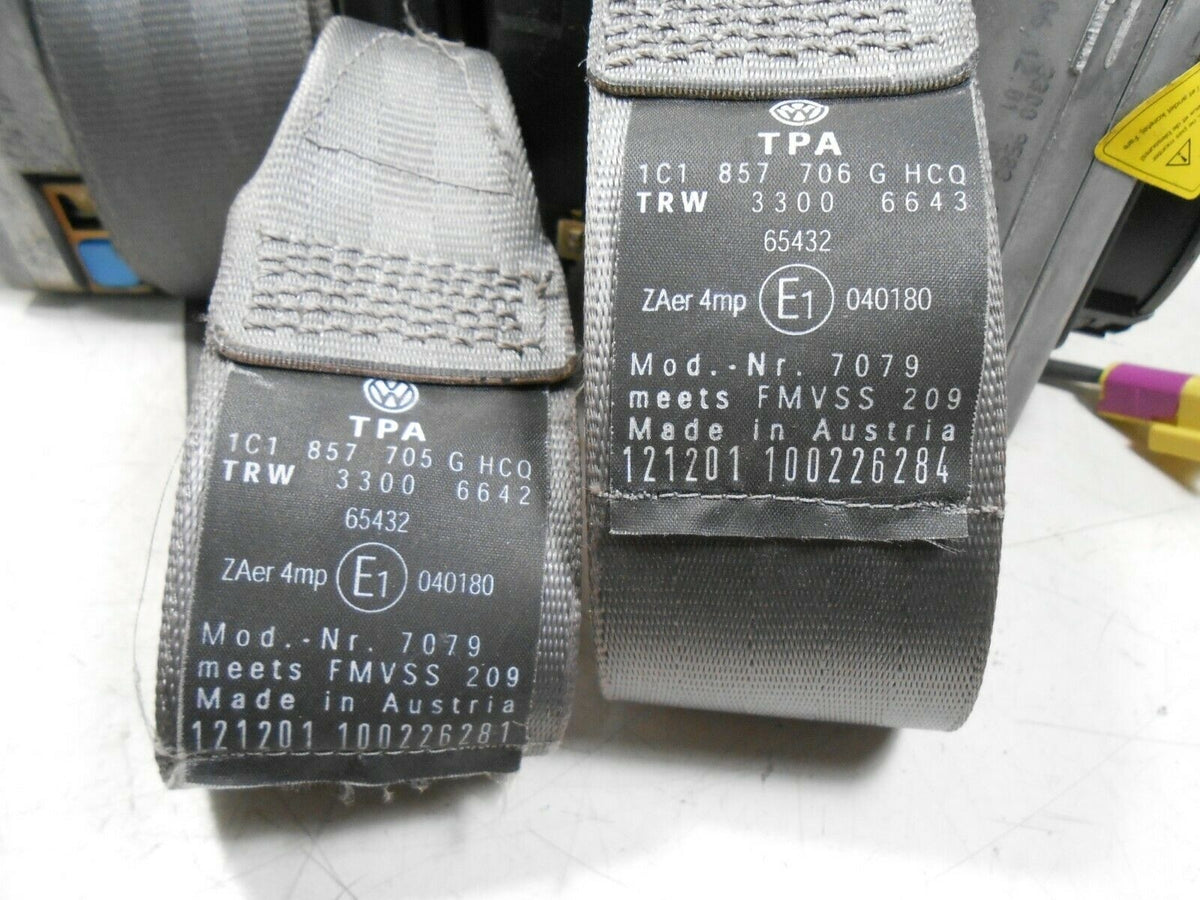 TPA
1C1 857 705 G HCQ
TRW 3300 6642
65432
ZAer 4mp E1 040180
Mod.-Nr. 7079
meets FMVSS 209
Made in Austria
121201 100226281
TPA
1C1 857 706 G HCQ
TRW 3300 6643
65432
ZAer 4mp E1 040180
Mod.-Nr. 7079
meets FMVSS 209
Made in Austria
121201 100226284